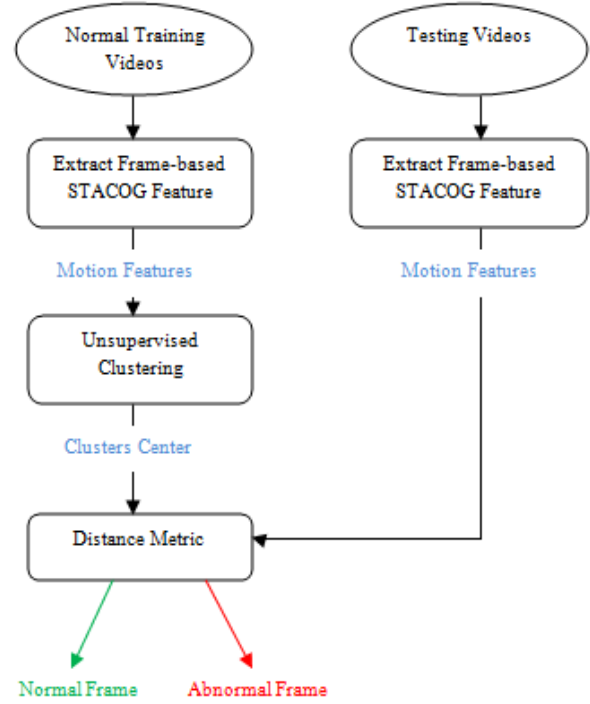 Normal Training
Videos
Testing Videos
Extract Frame-based
STACOG Feature
Extract Frame-based
STACOG Feature
Motion Features
Motion Features
Unsupervised
Clustering
Clusters Center
Distance Metric
Normal Frame
Abnormal Frame